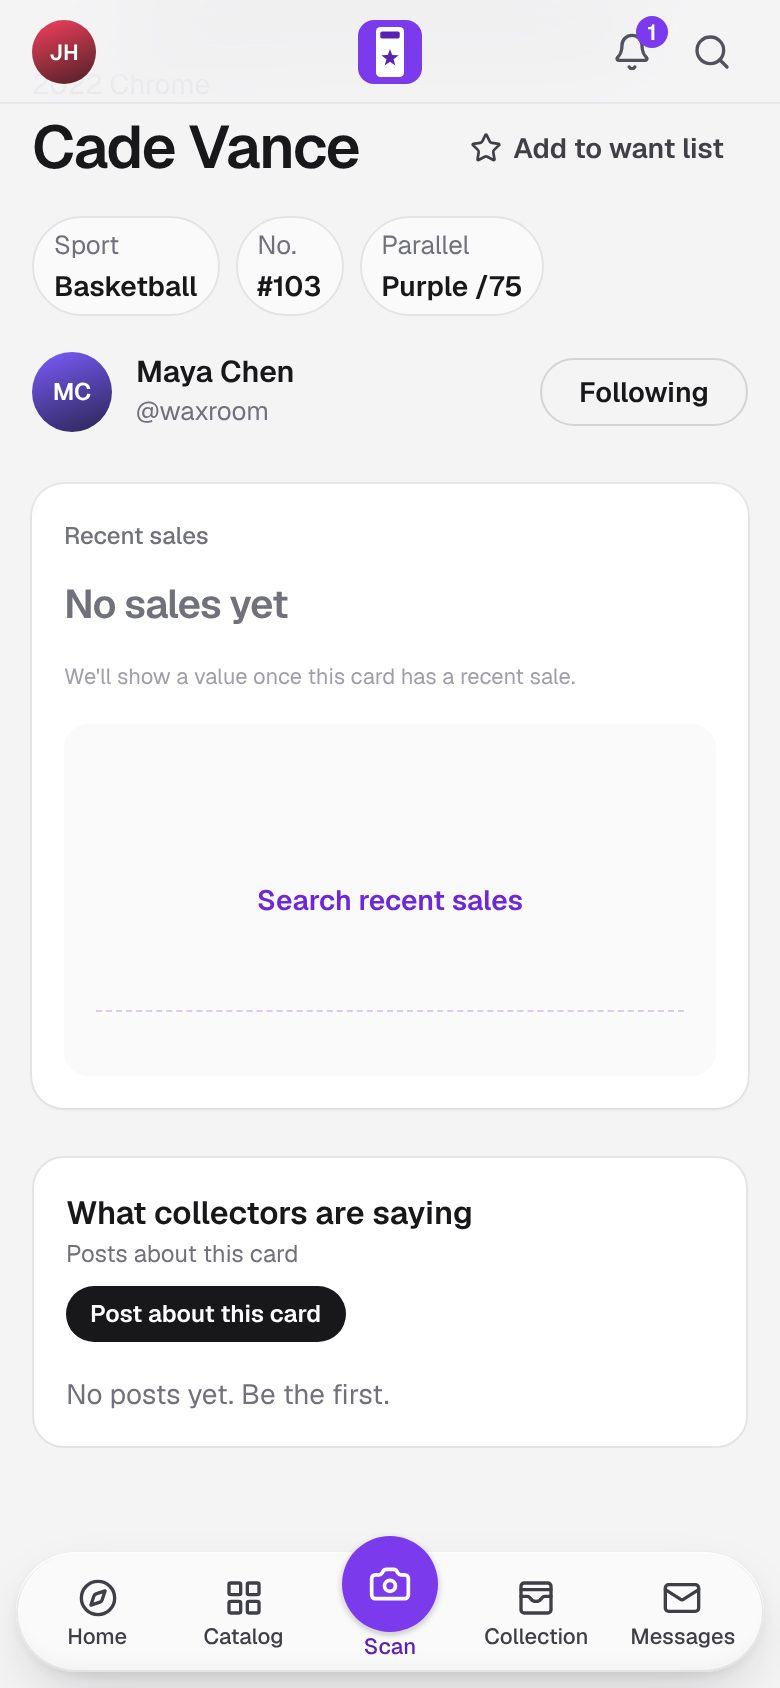 JH
1
2022 Chrome
Cade Vance
Add to want list
Sport
Basketball
No.
#103
Parallel
Purple /75
MC
Maya Chen
@waxroom
Following
Recent sales
No sales yet
We'll show a value once this card has a recent sale.
Search recent sales
What collectors are saying
Posts about this card
Post about this card
No posts yet. Be the first.
Home
Catalog
Scan
Collection
Messages